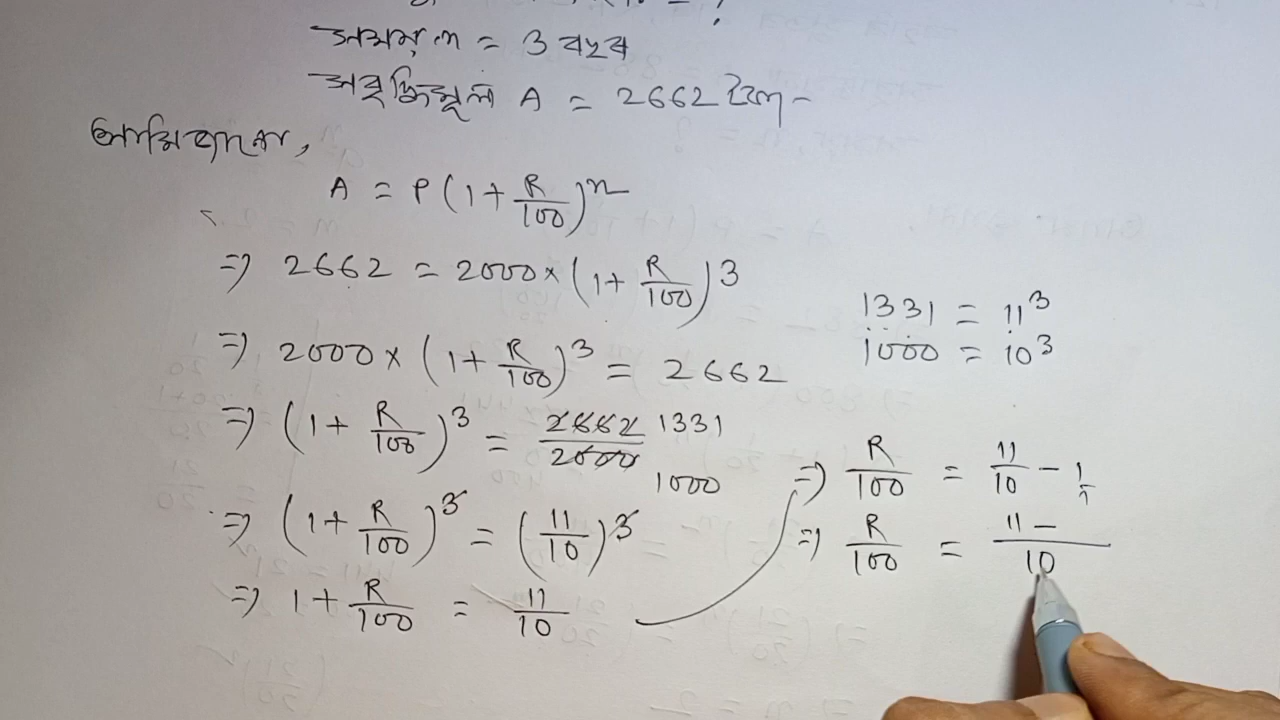 = ?
সময় n = 3 বছৰ
সবৃদ্ধিমূল A = 2662
আমি জানো,
A = P(1 + R/100)^n
⇒ 2662 = 2000 × (1 + R/100)^3
⇒ 2000 × (1 + R/100)^3 = 2662
⇒ (1 + R/100)^3 = 2662/2000 1331/1000
⇒ (1 + R/100)^3 = (11/10)^3
⇒ 1 + R/100 = 11/10
1331 = 11^3
1000 = 10^3
⇒ R/100 = 11/10 - 1/1
⇒ R/100 = 11 - / 10